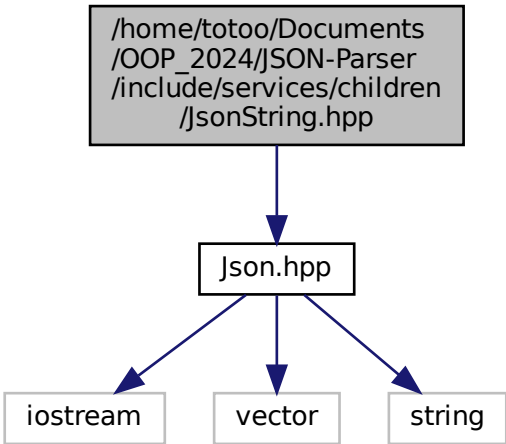 /home/totoo/Documents
/OOP_2024/JSON-Parser
/include/services/children
/JsonString.hpp
Json.hpp
iostream
vector
string